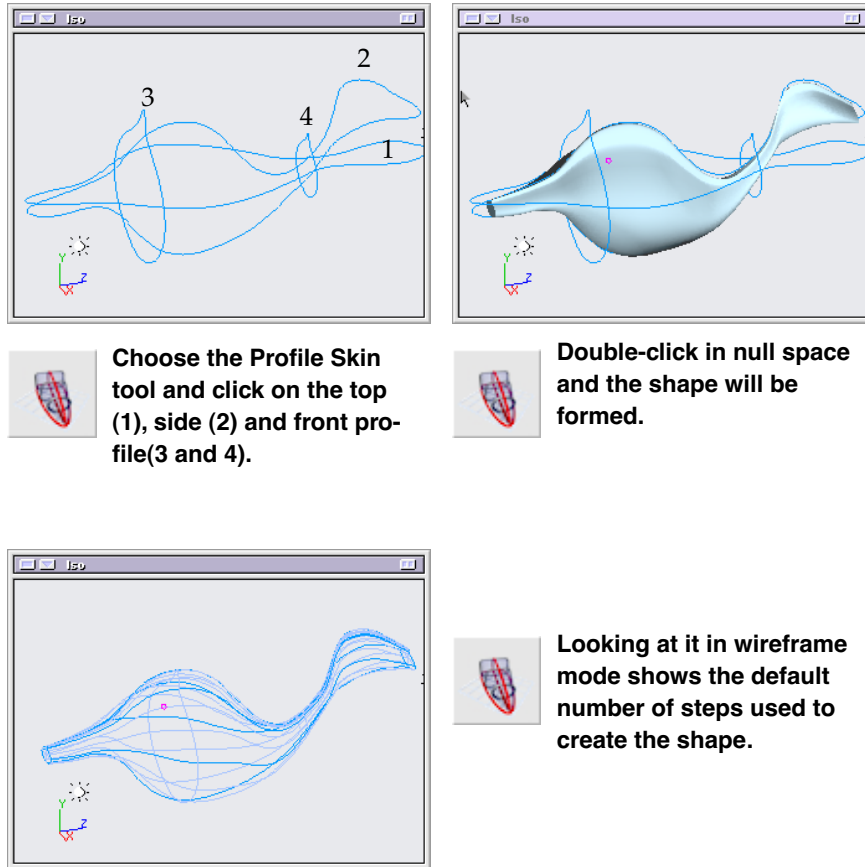 Iso
2
3
4
1
Y
Z
X
Iso
Y
Z
X
Choose the Profile Skin
tool and click on the top
(1), side (2) and front pro-
file(3 and 4).
Double-click in null space
and the shape will be
formed.
Iso
Y
Z
X
Looking at it in wireframe
mode shows the default
number of steps used to
create the shape.